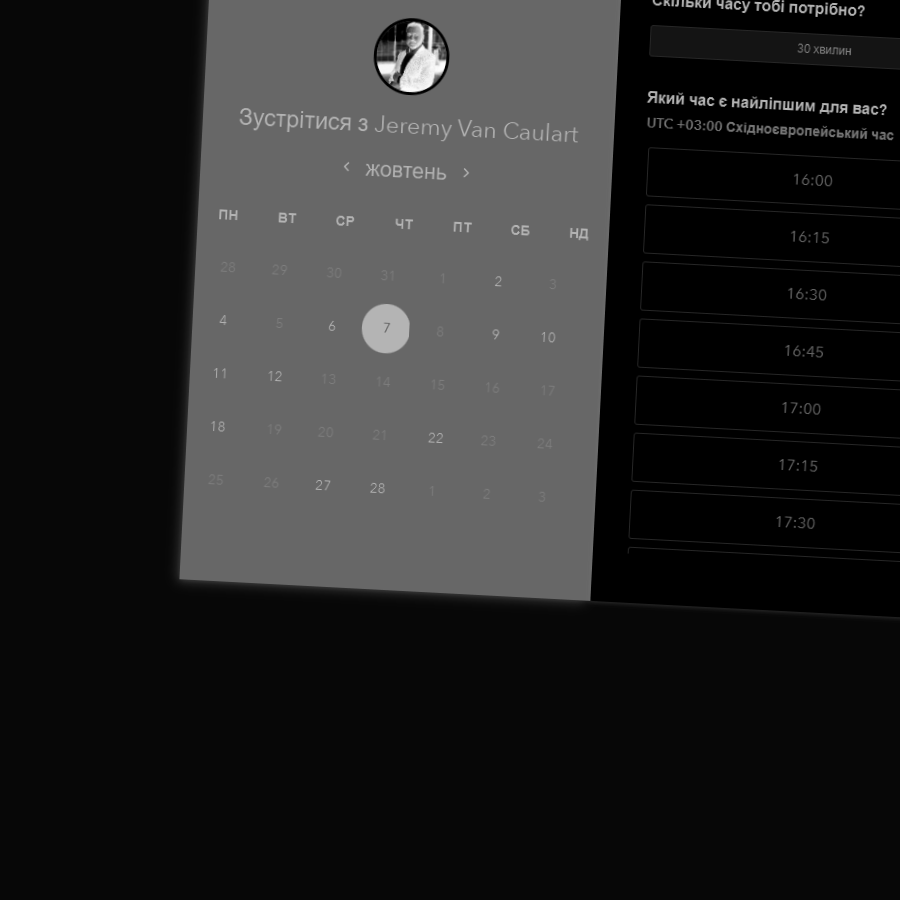 Зустрітися з Jeremy Van Caulart
жовтень
ПН ВТ СР ЧТ ПТ СБ НД
28 29 30 31 1 2 3
4 5 6 7 8 9 10
11 12 13 14 15 16 17
18 19 20 21 22 23 24
25 26 27 28 1 2 3
Скільки часу тобі потрібно?
30 хвилин
Який час є найліпшим для вас?
UTC +03:00 Східноєвропейський час
16:00
16:15
16:30
16:45
17:00
17:15
17:30